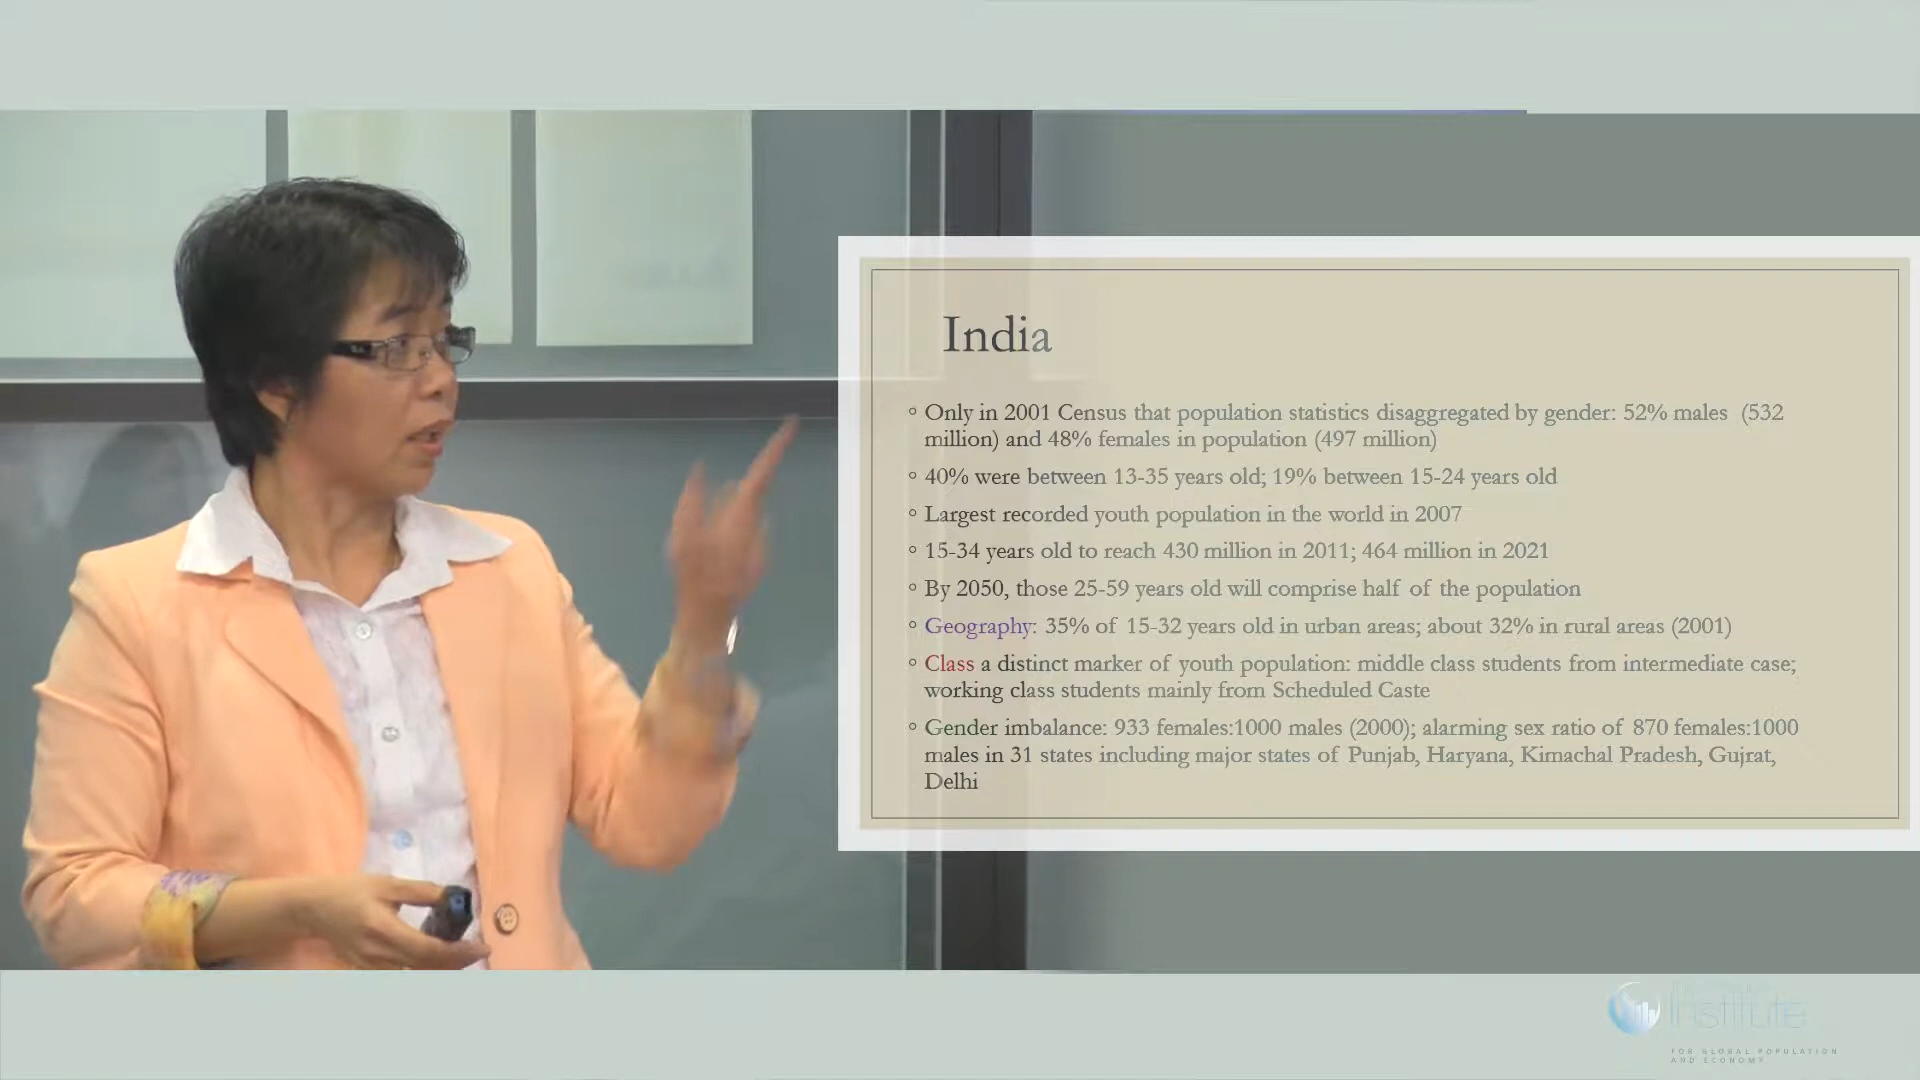 India
Only in 2001 Census that population statistics disaggregated by gender: 52% males (532
million) and 48% females in population (497 million)
40% were between 13-35 years old; 19% between 15-24 years old
Largest recorded youth population in the world in 2007
15-34 years old to reach 430 million in 2011; 464 million in 2021
By 2050, those 25-59 years old will comprise half of the population
Geography: 35% of 15-32 years old in urban areas; about 32% in rural areas (2001)
Class a distinct marker of youth population: middle class students from intermediate case;
working class students mainly from Scheduled Caste
Gender imbalance: 933 females:1000 males (2000); alarming sex ratio of 870 females:1000
males in 31 states including major states of Punjab, Haryana, Kimachal Pradesh, Gujrat,
Delhi
Institute
FOR GLOBAL POPULATION
AND ECONOMY